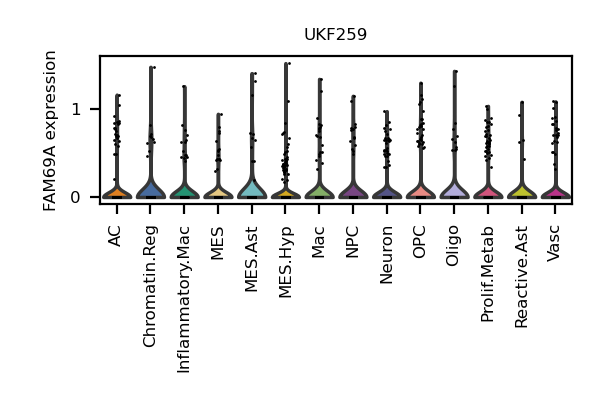 UKF259
FAM69A expression
1
0
AC
Chromatin.Reg
Inflammatory.Mac
MES
MES.Ast
MES.Hyp
Mac
NPC
Neuron
OPC
Oligo
Prolif.Metab
Reactive.Ast
Vasc